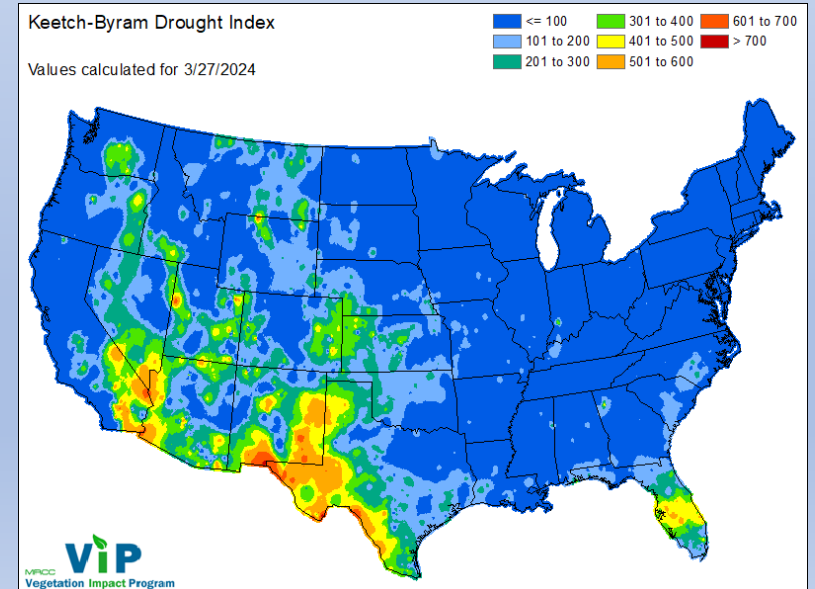 Keetch-Byram Drought Index
Values calculated for 3/27/2024
<= 100
101 to 200
201 to 300
301 to 400
401 to 500
501 to 600
601 to 700
> 700
MRCC ViP
Vegetation Impact Program